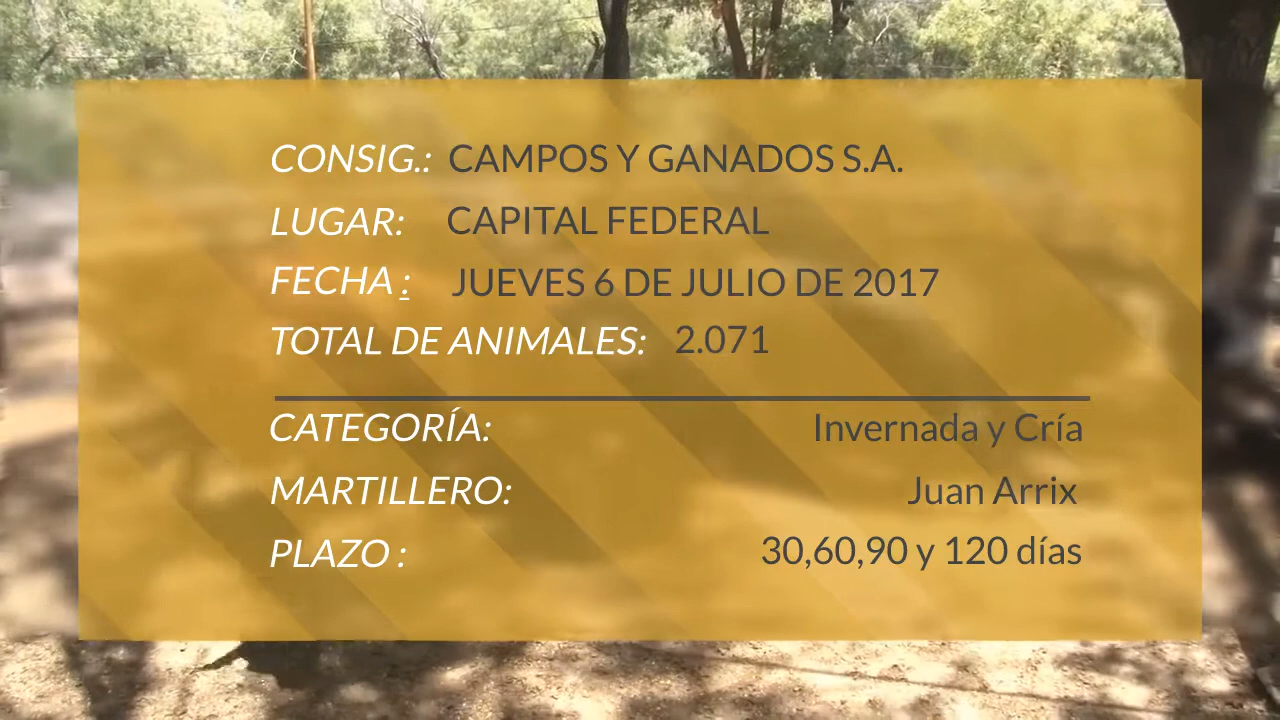 CONSIG.: CAMPOS Y GANADOS S.A.
LUGAR: CAPITAL FEDERAL
FECHA : JUEVES 6 DE JULIO DE 2017
TOTAL DE ANIMALES: 2.071
CATEGORÍA: Invernada y Cría
MARTILLERO: Juan Arrix
PLAZO : 30,60,90 y 120 días